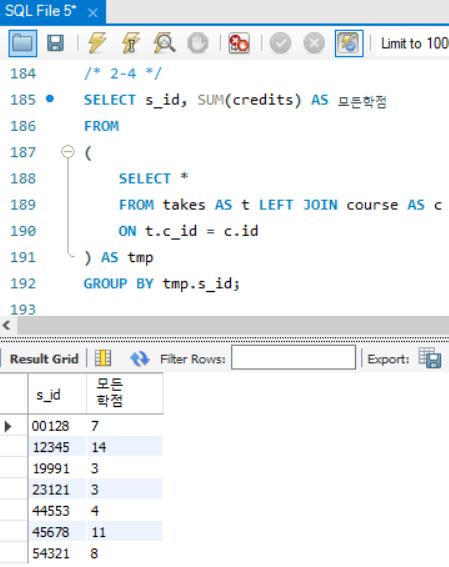 SQL File 5*
Limit to 100
184 /* 2-4 */
185 SELECT s_id, SUM(credits) AS 모든학점
186 FROM
187 (
188 SELECT *
189 FROM takes AS t LEFT JOIN course AS c
190 ON t.c_id = c.id
191 ) AS tmp
192 GROUP BY tmp.s_id;
193
Result Grid Filter Rows: Export:
s_id 모든
학점
00128 7
12345 14
19991 3
23121 3
44553 4
45678 11
54321 8